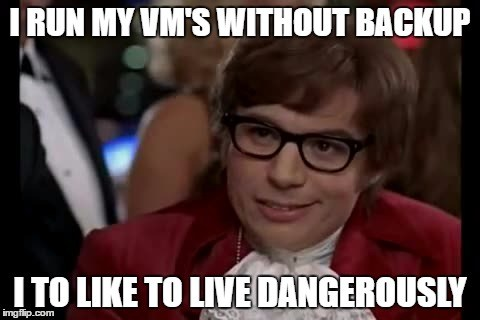 I RUN MY VM'S WITHOUT BACKUP
I TO LIKE TO LIVE DANGEROUSLY
imgflip.com